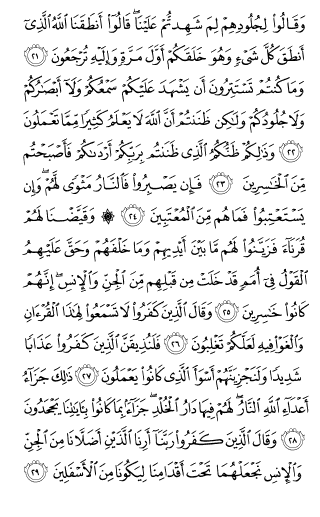 وَقَالُوا۟ لِجُلُودِهِمْ لِمَ شَهِدتُّمْ عَلَيْنَا ۖ قَالُوٓا۟ أَنطَقَنَا ٱللَّهُ ٱلَّذِىٓ
أَنطَقَ كُلَّ شَىْءٍ وَهُوَ خَلَقَكُمْ أَوَّلَ مَرَّةٍ وَإِلَيْهِ تُرْجَعُونَ ٢١
وَمَا كُنتُمْ تَسْتَتِرُونَ أَن يَشْهَدَ عَلَيْكُمْ سَمْعُكُمْ وَلَآ أَبْصَٰرُكُمْ
وَلَا جُلُودُكُمْ وَلَٰكِن ظَنَنتُمْ أَنَّ ٱللَّهَ لَا يَعْلَمُ كَثِيرًا مِّمَّا تَعْمَلُونَ
٢٢ وَذَٰلِكُمْ ظَنُّكُمُ ٱلَّذِى ظَنَنتُم بِرَبِّكُمْ أَرْدَىٰكُمْ فَأَصْبَحْتُم
مِّنَ ٱلْخَٰسِرِينَ ٢٣ فَإِن يَصْبِرُوا۟ فَٱلنَّارُ مَثْوًى لَّهُمْ ۖ وَإِن
يَسْتَعْتِبُوا۟ فَمَا هُم مِّنَ ٱلْمُعْتَبِينَ ٢٤ ۞ وَقَيَّضْنَا لَهُمْ
قُرَنَآءَ فَزَيَّنُوا۟ لَهُم مَّا بَيْنَ أَيْدِيهِمْ وَمَا خَلْفَهُمْ وَحَقَّ عَلَيْهِمُ
ٱلْقَوْلُ فِىٓ أُمَمٍ قَدْ خَلَتْ مِن قَبْلِهِم مِّنَ ٱلْجِنِّ وَٱلْإِنسِ ۖ إِنَّهُمْ
كَانُوا۟ خَٰسِرِينَ ٢٥ وَقَالَ ٱلَّذِينَ كَفَرُوا۟ لَا تَسْمَعُوا۟ لِهَٰذَا ٱلْقُرْءَانِ
وَٱلْغَوْا۟ فِيهِ لَعَلَّكُمْ تَغْلِبُونَ ٢٦ فَلَنُذِيقَنَّ ٱلَّذِينَ كَفَرُوا۟ عَذَابًا
شَدِيدًا وَلَنَجْزِيَنَّهُمْ أَسْوَأَ ٱلَّذِى كَانُوا۟ يَعْمَلُونَ ٢٧ ذَٰلِكَ جَزَآءُ
أَعْدَآءِ ٱللَّهِ ٱلنَّارُ ۖ لَهُمْ فِيهَا دَارُ ٱلْخُلْدِ ۖ جَزَآءًۢ بِمَا كَانُوا۟ بِـَٔايَٰتِنَا يَجْحَدُونَ
٢٨ وَقَالَ ٱلَّذِينَ كَفَرُوا۟ رَبَّنَآ أَرِنَا ٱلَّذَيْنِ أَضَلَّانَا مِنَ ٱلْجِنِّ
وَٱلْإِنسِ نَجْعَلْهُمَا تَحْتَ أَقْدَامِنَا لِيَكُونَا مِنَ ٱلْأَسْفَلِينَ ٢٩